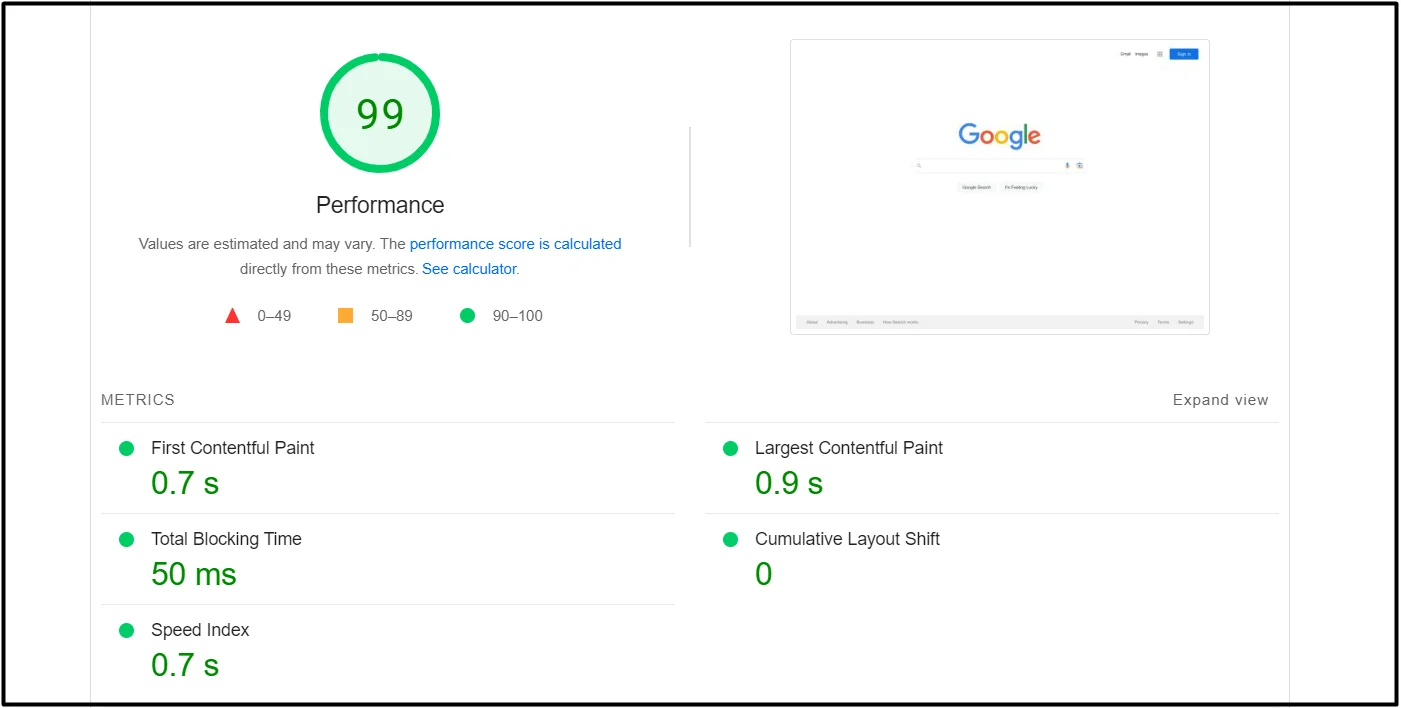 99
Performance
Values are estimated and may vary. The performance score is calculated
directly from these metrics. See calculator.
0–49
50–89
90–100
Gmail Images Sign in
Google
Google Search I'm Feeling Lucky
About Advertising Business How Search works
Privacy Terms Settings
METRICS
Expand view
First Contentful Paint
0.7 s
Largest Contentful Paint
0.9 s
Total Blocking Time
50 ms
Cumulative Layout Shift
0
Speed Index
0.7 s